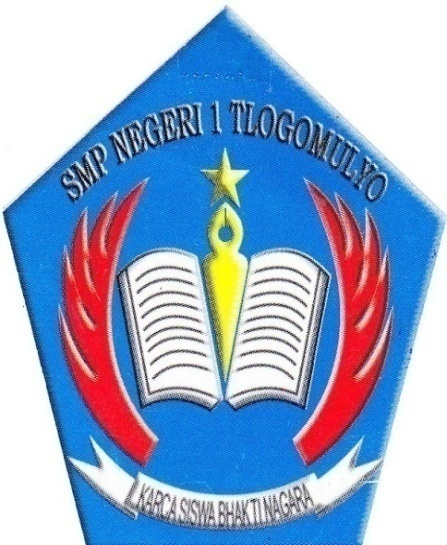 SMP NEGERI 1 TLOGOMULYO
KARCA SISWA BHAKTI NAGARA